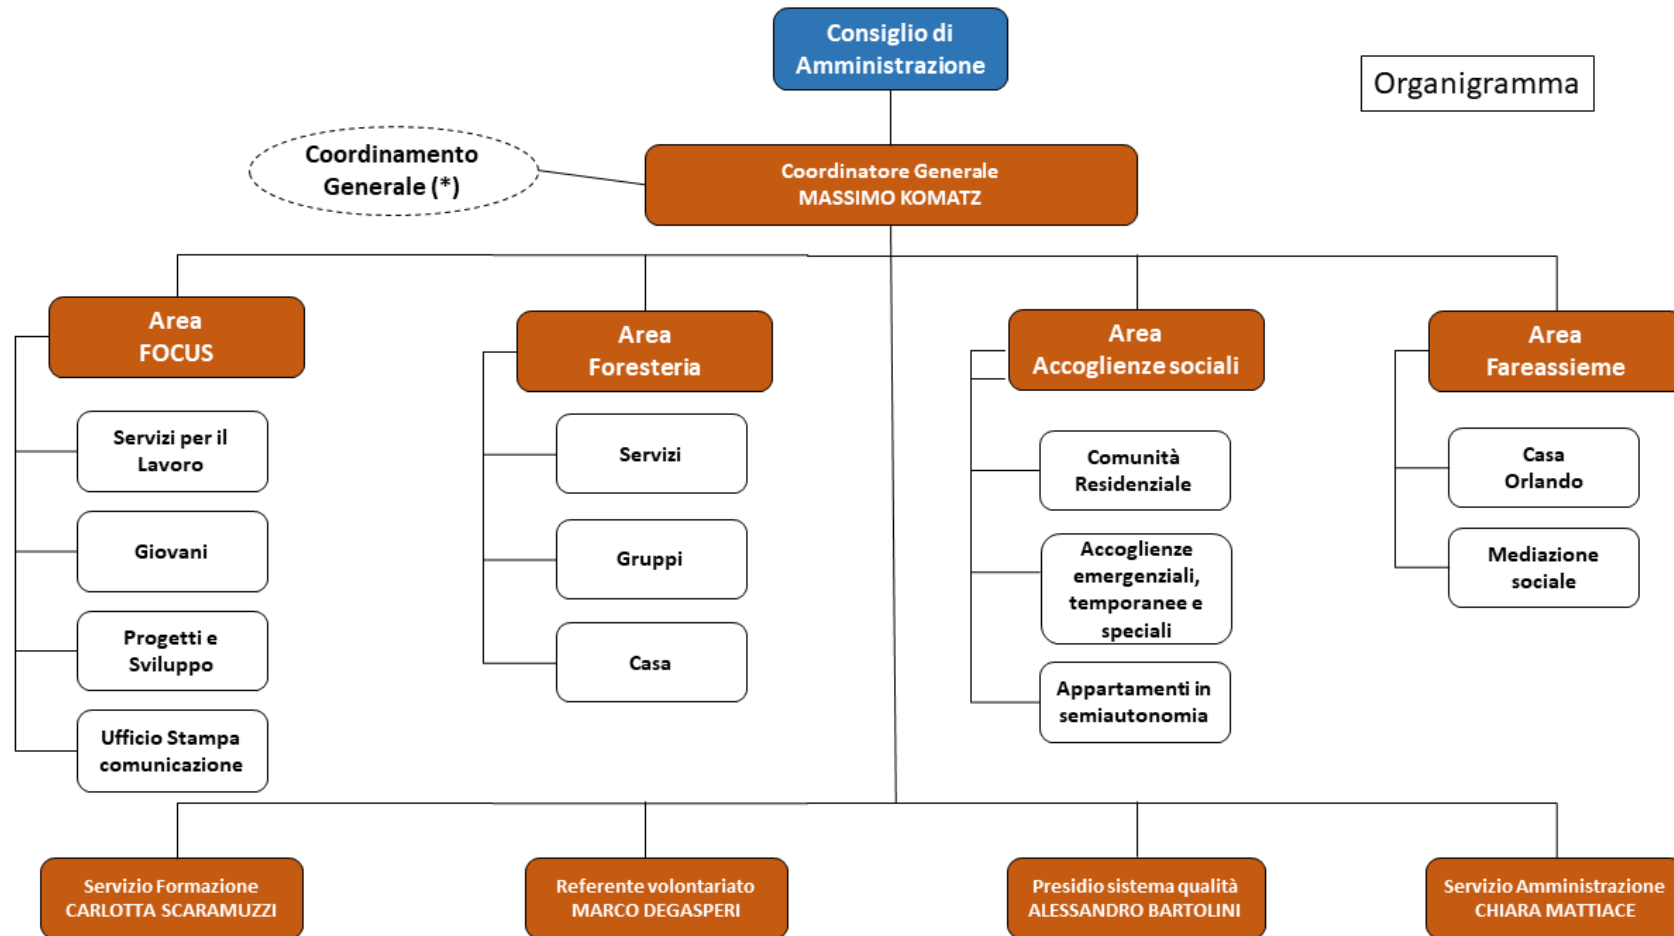 Consiglio di
Amministrazione
Organigramma
Coordinamento
Generale (*)
Coordinatore Generale
MASSIMO KOMATZ
Area
FOCUS
Area
Foresteria
Area
Accoglienze sociali
Area
Fareassieme
Servizi per il
Lavoro
Giovani
Progetti e
Sviluppo
Ufficio Stampa
comunicazione
Servizi
Gruppi
Casa
Comunità
Residenziale
Accoglienze
emergenziali,
temporanee e
speciali
Appartamenti in
semiautonomia
Casa
Orlando
Mediazione
sociale
Servizio Formazione
CARLOTTA SCARAMUZZI
Referente volontariato
MARCO DEGASPERI
Presidio sistema qualità
ALESSANDRO BARTOLINI
Servizio Amministrazione
CHIARA MATTIACE